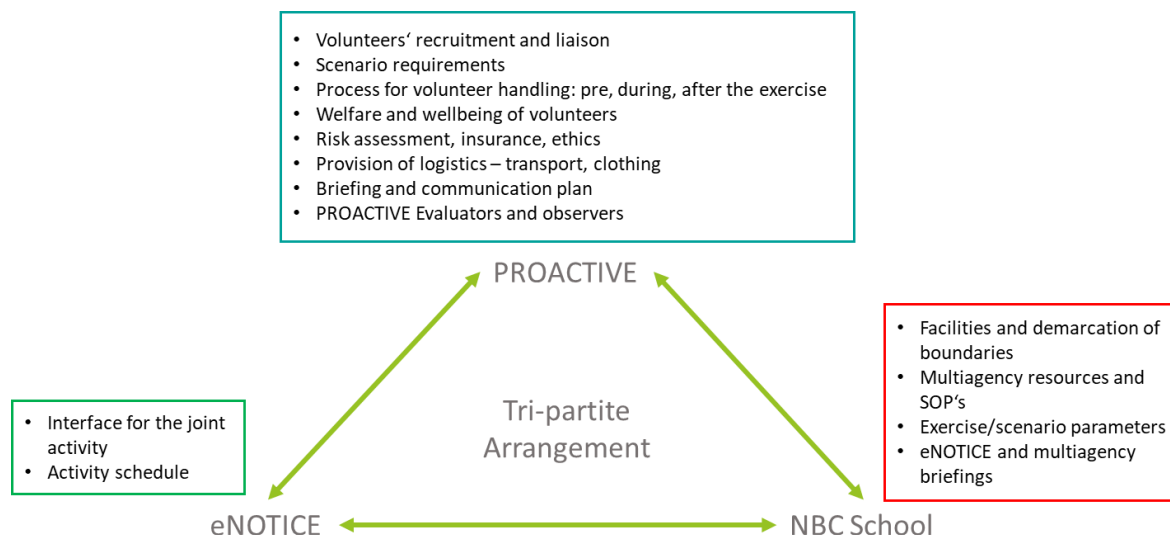 • Volunteers‘ recruitment and liaison
• Scenario requirements
• Process for volunteer handling: pre, during, after the exercise
• Welfare and wellbeing of volunteers
• Risk assessment, insurance, ethics
• Provision of logistics – transport, clothing
• Briefing and communication plan
• PROACTIVE Evaluators and observers
PROACTIVE
• Facilities and demarcation of
boundaries
• Multiagency resources and
SOP‘s
• Exercise/scenario parameters
• eNOTICE and multiagency
briefings
• Interface for the joint
activity
• Activity schedule
Tri-partite
Arrangement
eNOTICE
NBC School